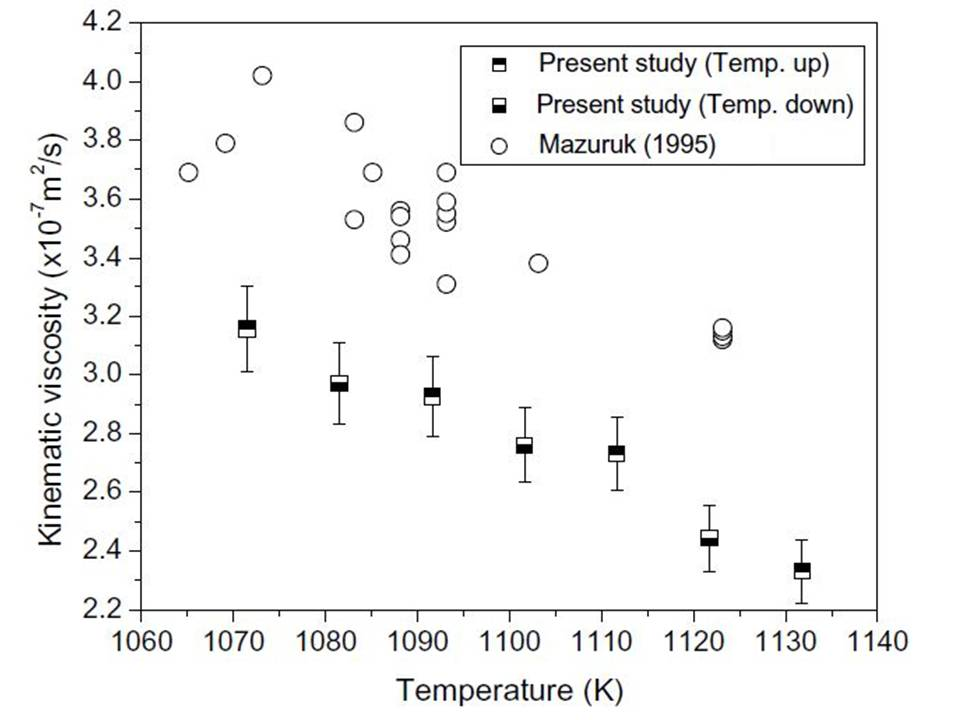 4.2
4.0
3.8
3.6
3.4
3.2
3.0
2.8
2.6
2.4
2.2
Kinematic viscosity (x10⁻⁷m²/s)
Present study (Temp. up)
Present study (Temp. down)
Mazuruk (1995)
1060 1070 1080 1090 1100 1110 1120 1130 1140
Temperature (K)